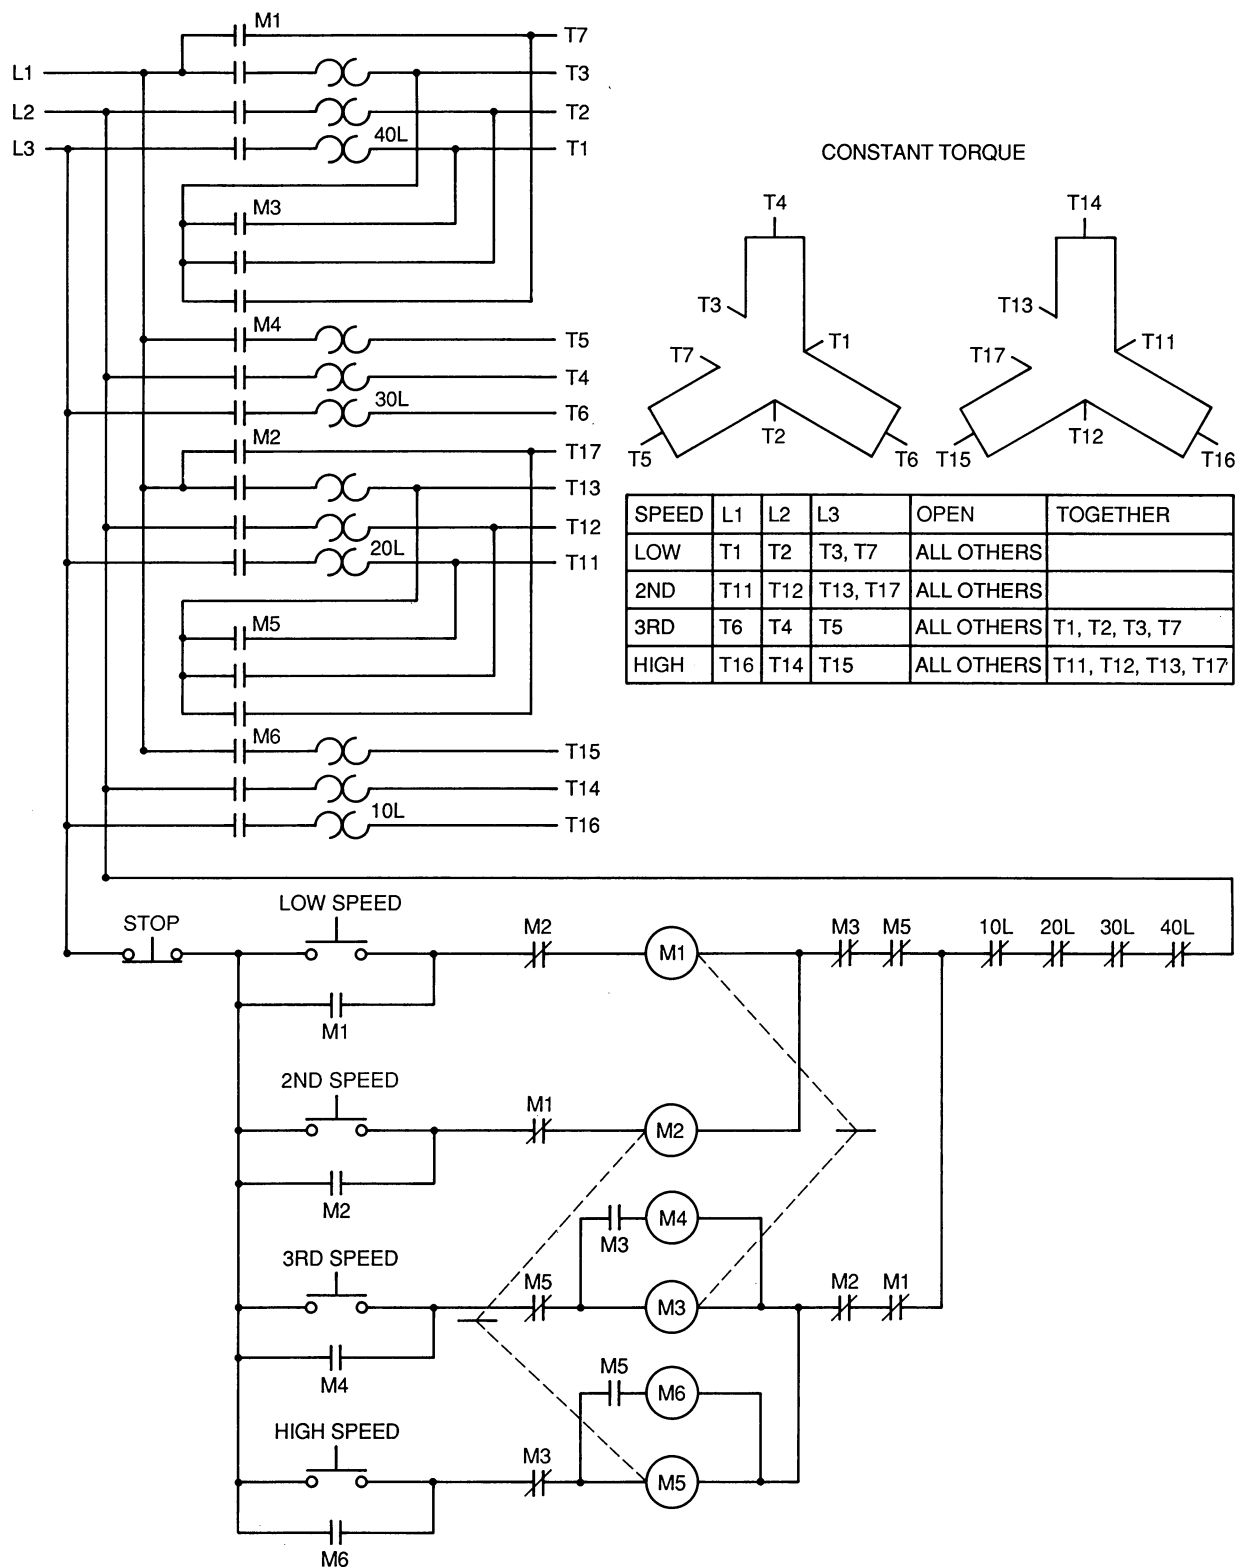 M1
T7
L1
T3
L2
T2
L3
40L
T1
M3
M4
T5
T4
30L
T6
M2
T17
T13
T12
20L
T11
M5
M6
T15
T14
10L
T16
CONSTANT TORQUE
T4
T14
T3
T13
T7
T1
T17
T11
T2
T12
T5
T6
T15
T16
SPEED L1 L2 L3 OPEN TOGETHER
LOW T1 T2 T3, T7 ALL OTHERS
2ND T11 T12 T13, T17 ALL OTHERS
3RD T6 T4 T5 ALL OTHERS T1, T2, T3, T7
HIGH T16 T14 T15 ALL OTHERS T11, T12, T13, T17
STOP
LOW SPEED
M2
M1
M3 M5
10L 20L 30L 40L
M1
2ND SPEED
M1
M2
M2
M4
M3
3RD SPEED
M5
M3
M2 M1
M4
M5
M6
HIGH SPEED
M3
M5
M6